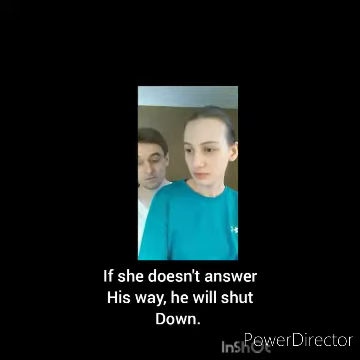 If she doesn't answer
His way, he will shut
Down.
InShOt
PowerDirector